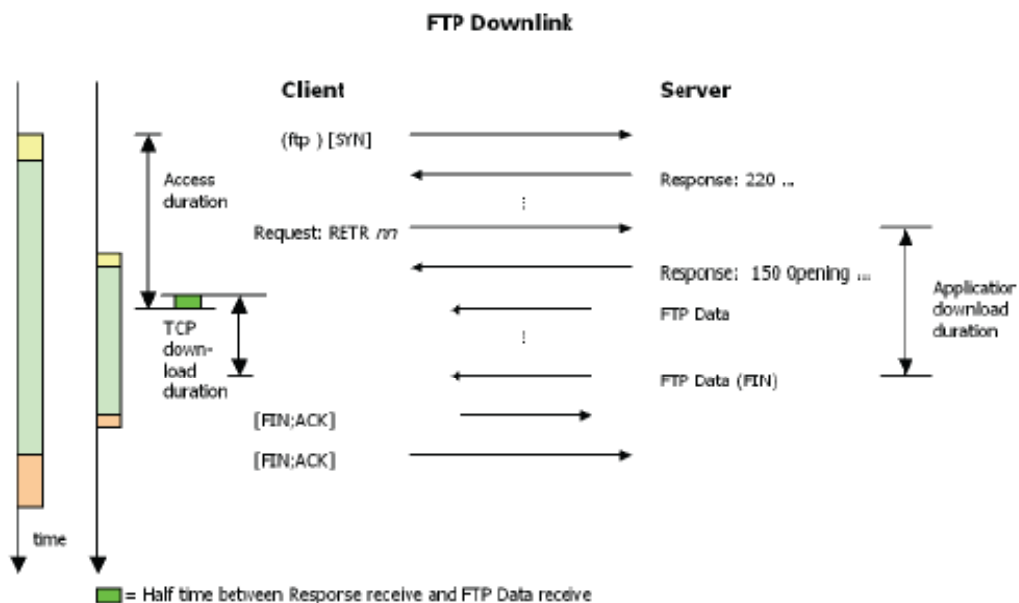 FTP Downlink
Client
Server
(ftp ) [SYN]
Access
duration
Response: 220 ...
⋮
Request: RETR nn
Response: 150 Opening ...
Application
download
duration
FTP Data
TCP
down-
load
duration
⋮
FTP Data (FIN)
[FIN;ACK]
[FIN;ACK]
time
= Half time between Response receive and FTP Data receive